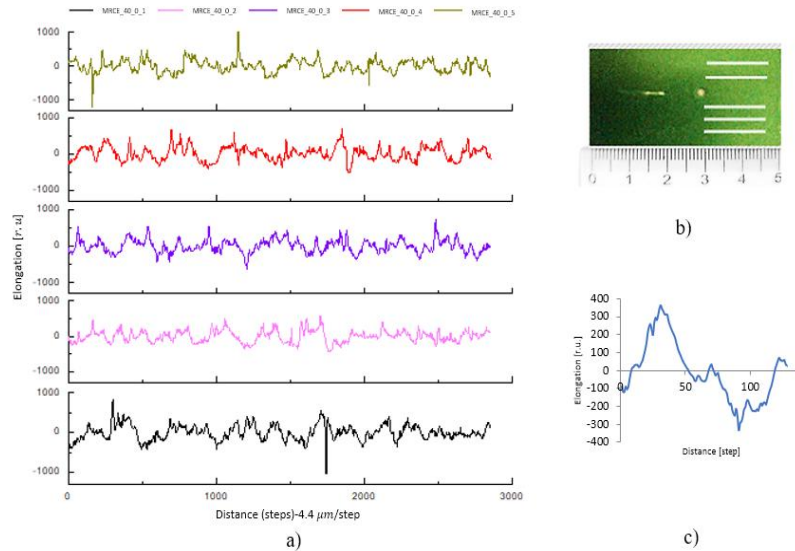 MRCE_40_0_1 MRCE_40_0_2 MRCE_40_0_3 MRCE_40_0_4 MRCE_40_0_5
1000
0
-1000
1000
0
-1000
1000
0
-1000
1000
0
-1000
1000
0
-1000
Elongation [r. u]
0 1000 2000 3000
Distance (steps)-4.4 μm/step
a)
0 1 2 3 4 5
b)
400
300
200
100
0
-100
-200
-300
-400
0 50 100
Elongation [r.u.]
Distance [step]
c)